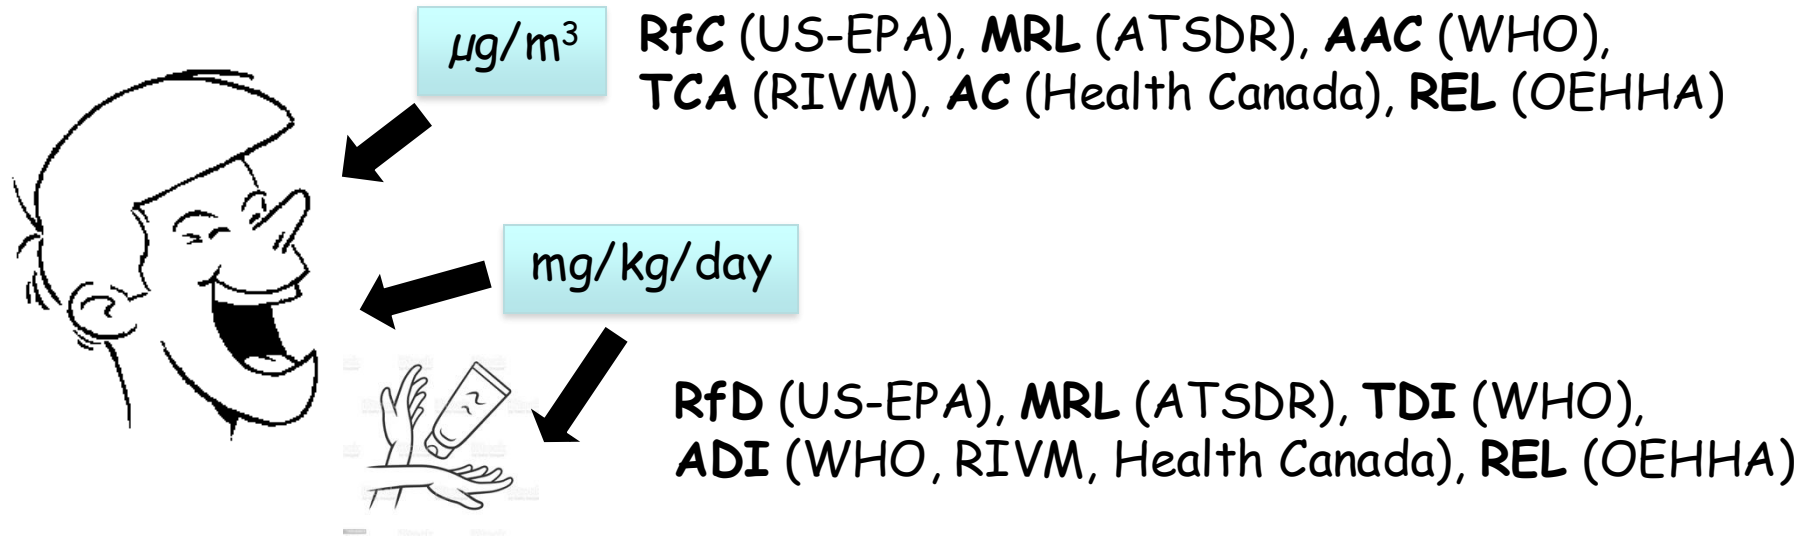 µg/m³
RfC (US-EPA), MRL (ATSDR), AAC (WHO),
TCA (RIVM), AC (Health Canada), REL (OEHHA)
mg/kg/day
RfD (US-EPA), MRL (ATSDR), TDI (WHO),
ADI (WHO, RIVM, Health Canada), REL (OEHHA)